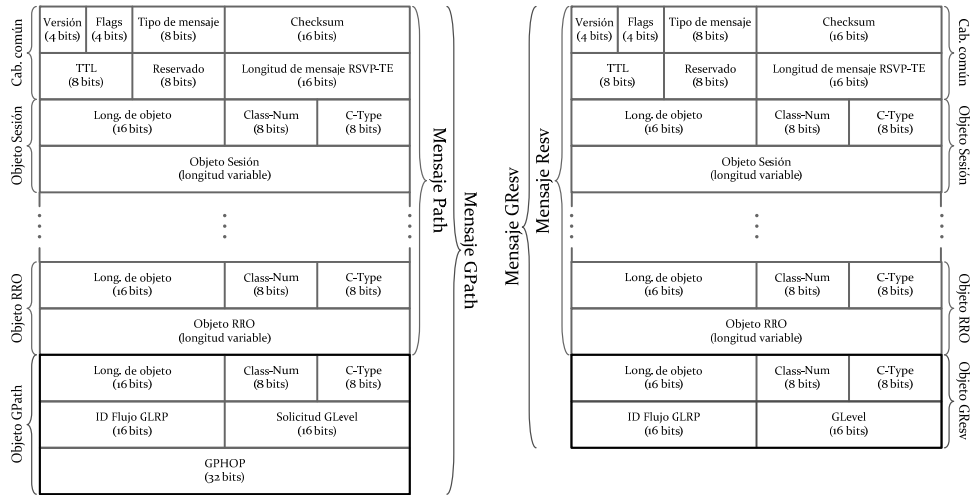 Cab. común
Versión
(4 bits)
Flags
(4 bits)
Tipo de mensaje
(8 bits)
Checksum
(16 bits)
TTL
(8 bits)
Reservado
(8 bits)
Longitud de mensaje RSVP-TE
(16 bits)
Objeto Sesión
Long. de objeto
(16 bits)
Class-Num
(8 bits)
C-Type
(8 bits)
Objeto Sesión
(longitud variable)
Objeto RRO
Long. de objeto
(16 bits)
Class-Num
(8 bits)
C-Type
(8 bits)
Objeto RRO
(longitud variable)
Objeto GPath
Long. de objeto
(16 bits)
Class-Num
(8 bits)
C-Type
(8 bits)
ID Flujo GLRP
(16 bits)
Solicitud GLevel
(16 bits)
GPHOP
(32 bits)
Mensaje Path
Mensaje GPath
Mensaje GResv
Mensaje Resv
Versión
(4 bits)
Flags
(4 bits)
Tipo de mensaje
(8 bits)
Checksum
(16 bits)
TTL
(8 bits)
Reservado
(8 bits)
Longitud de mensaje RSVP-TE
(16 bits)
Cab. común
Long. de objeto
(16 bits)
Class-Num
(8 bits)
C-Type
(8 bits)
Objeto Sesión
(longitud variable)
Objeto Sesión
Long. de objeto
(16 bits)
Class-Num
(8 bits)
C-Type
(8 bits)
Objeto RRO
(longitud variable)
Objeto RRO
Long. de objeto
(16 bits)
Class-Num
(8 bits)
C-Type
(8 bits)
ID Flujo GLRP
(16 bits)
GLevel
(16 bits)
Objeto GResv